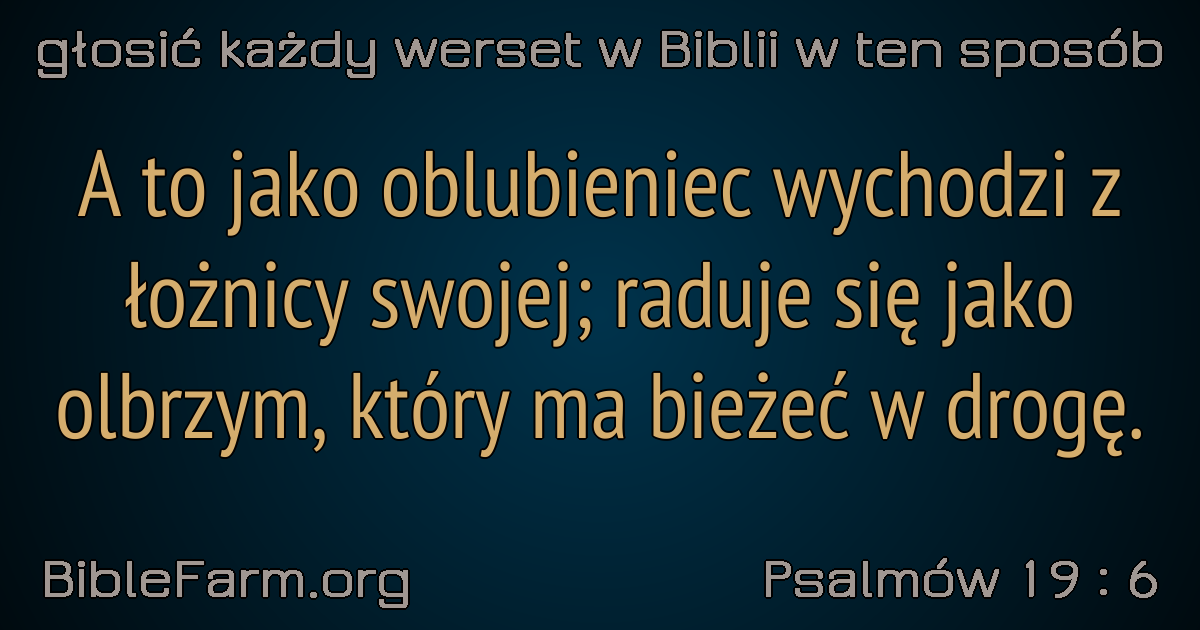 głosić każdy werset w Biblii w ten sposób
A to jako oblubieniec wychodzi z
łożnicy swojej; raduje się jako
olbrzym, który ma bieżeć w drogę.
BibleFarm.org
Psalmów 19 : 6